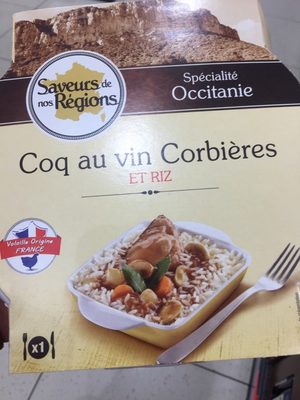 Saveurs de
nos Régions
Spécialité
Occitanie
Coq au vin Corbières
ET RIZ
Volaille Origine
FRANCE
x1